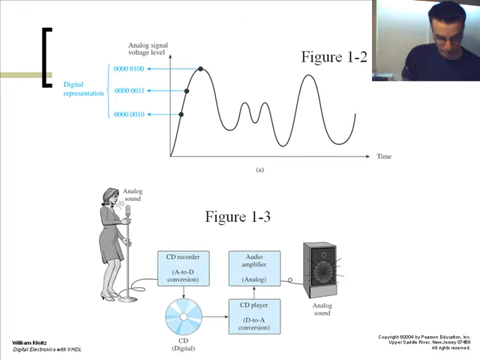 Analog signal
voltage level
Figure 1-2
0000 0100
Digital
representation
0000 0011
0000 0010
Time
(a)
Analog
sound
Figure 1-3
CD recorder
(A-to-D
conversion)
Audio
amplifier
(Analog)
CD
(Digital)
CD player
(D-to-A
conversion)
Analog
sound
William Kleitz
Digital Electronics with VHDL
Copyright ©2004 by Pearson Education, Inc.
Upper Saddle River, New Jersey 07458
All rights reserved.